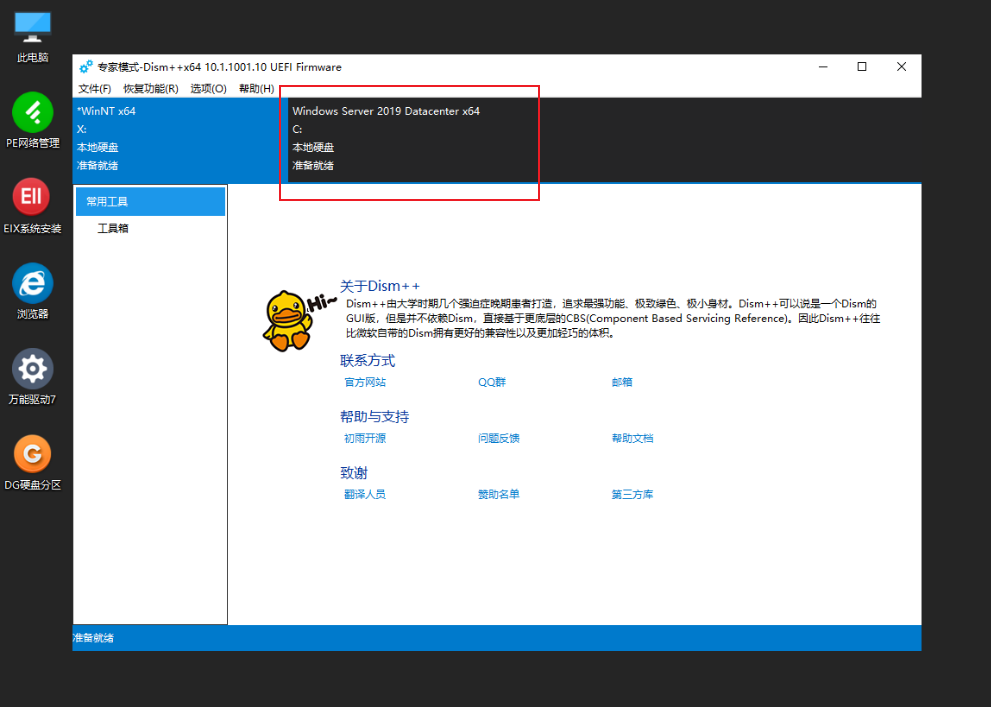 此电脑
PE网络管理
EII
EIX系统安装
浏览器
万能驱动7
G
DG硬盘分区
专家模式-Dism++x64 10.1.1001.10 UEFI Firmware
文件(F) 恢复功能(R) 选项(O) 帮助(H)
*WinNT x64
X:
本地硬盘
准备就绪
Windows Server 2019 Datacenter x64
C:
本地硬盘
准备就绪
常用工具
工具箱
Hi~
关于Dism++
Dism++由大学时期几个强迫症晚期患者打造，追求最强功能、极致绿色、极小身材。Dism++可以说是一个Dism的
GUI版，但是并不依赖Dism，直接基于更底层的CBS(Component Based Servicing Reference)。因此Dism++往往
比微软自带的Dism拥有更好的兼容性以及更加轻巧的体积。
联系方式
官方网站 QQ群 邮箱
帮助与支持
初雨开源 问题反馈 帮助文档
致谢
翻译人员 赞助名单 第三方库
准备就绪